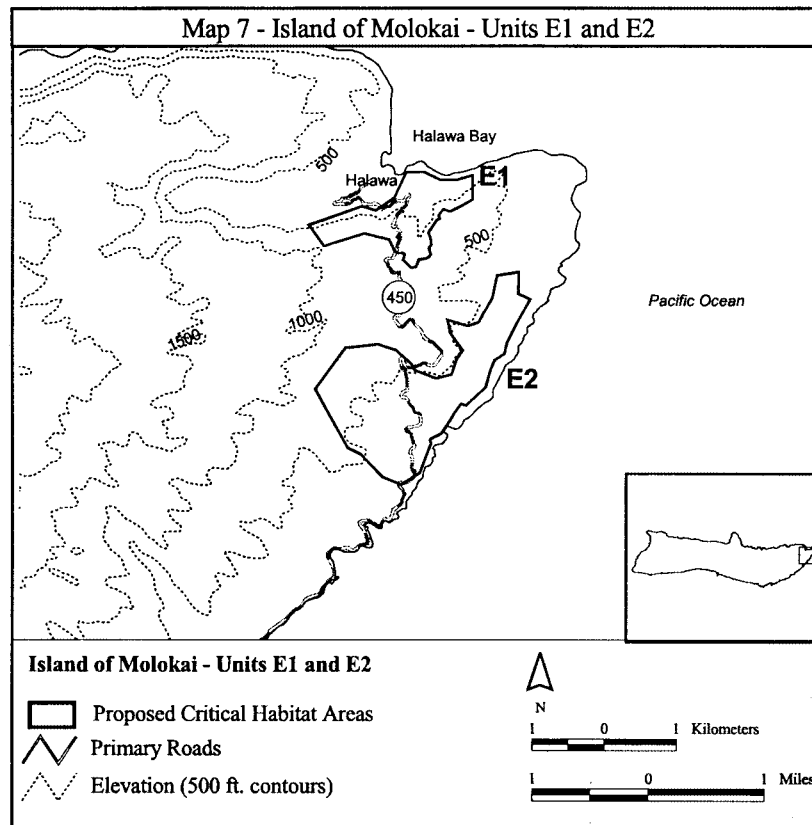 Map 7 - Island of Molokai - Units E1 and E2
Halawa Bay
500
Halawa
E1
500
450
Pacific Ocean
1000
1500
E2
Island of Molokai - Units E1 and E2
Proposed Critical Habitat Areas
Primary Roads
Elevation (500 ft. contours)
N
1 0 1 Kilometers
1 0 1 Miles